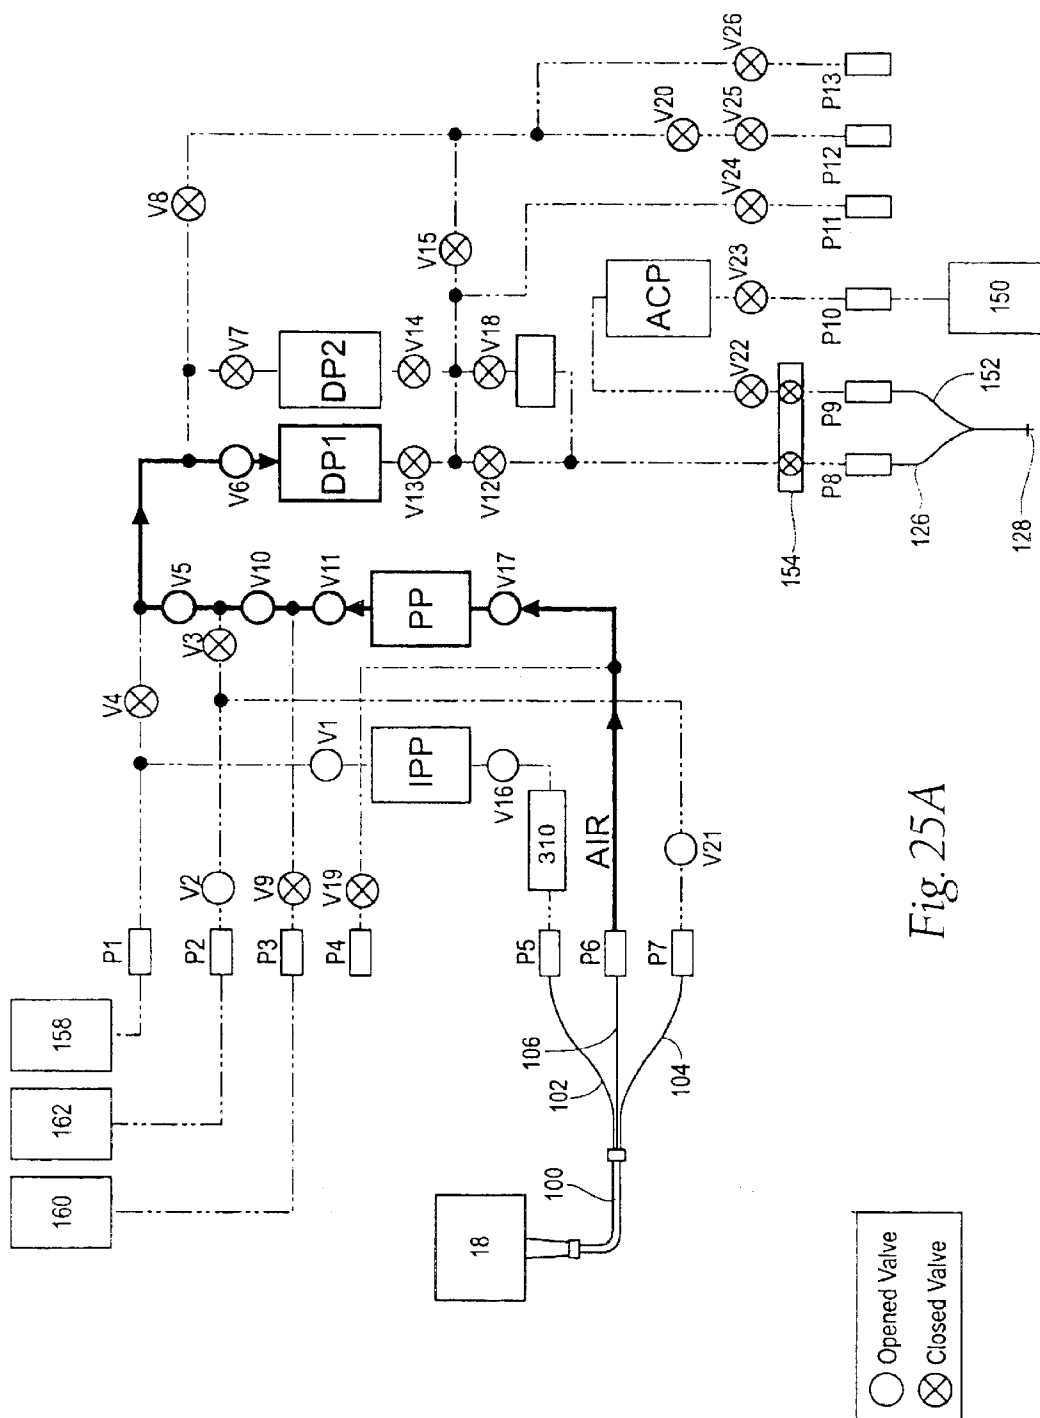 V8
V26
V20
V25
P13
V7
V15
V24
P12
DP2
V14
V18
ACP
V23
P11
V6
DP1
V13
V12
V22
P10
150
154
P9
152
P8
126
128
V5
V10
V11
PP
V17
V3
V4
V1
IPP
V16
310
AIR
V21
V2
V9
V19
P1
P2
P3
P4
P5
P6
P7
158
162
160
102
106
104
100
18
Fig. 25A
Opened Valve
Closed Valve